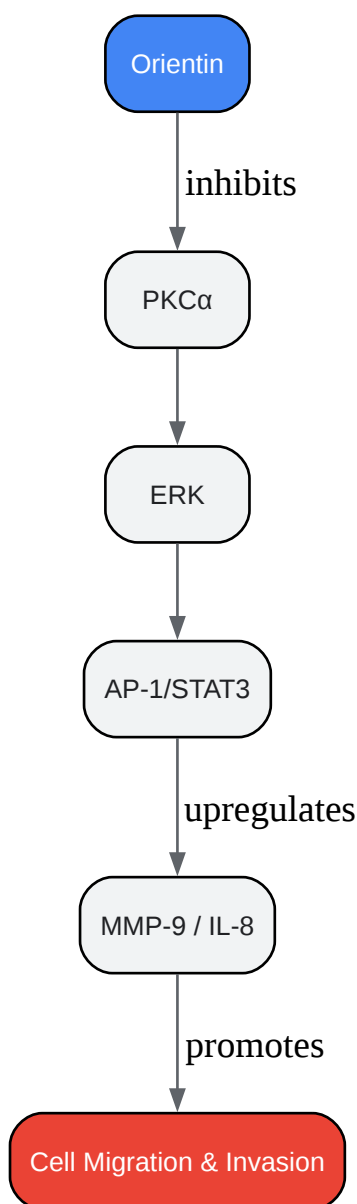 Orientin
inhibits
PKCα
ERK
AP-1/STAT3
upregulates
MMP-9 / IL-8
promotes
Cell Migration & Invasion